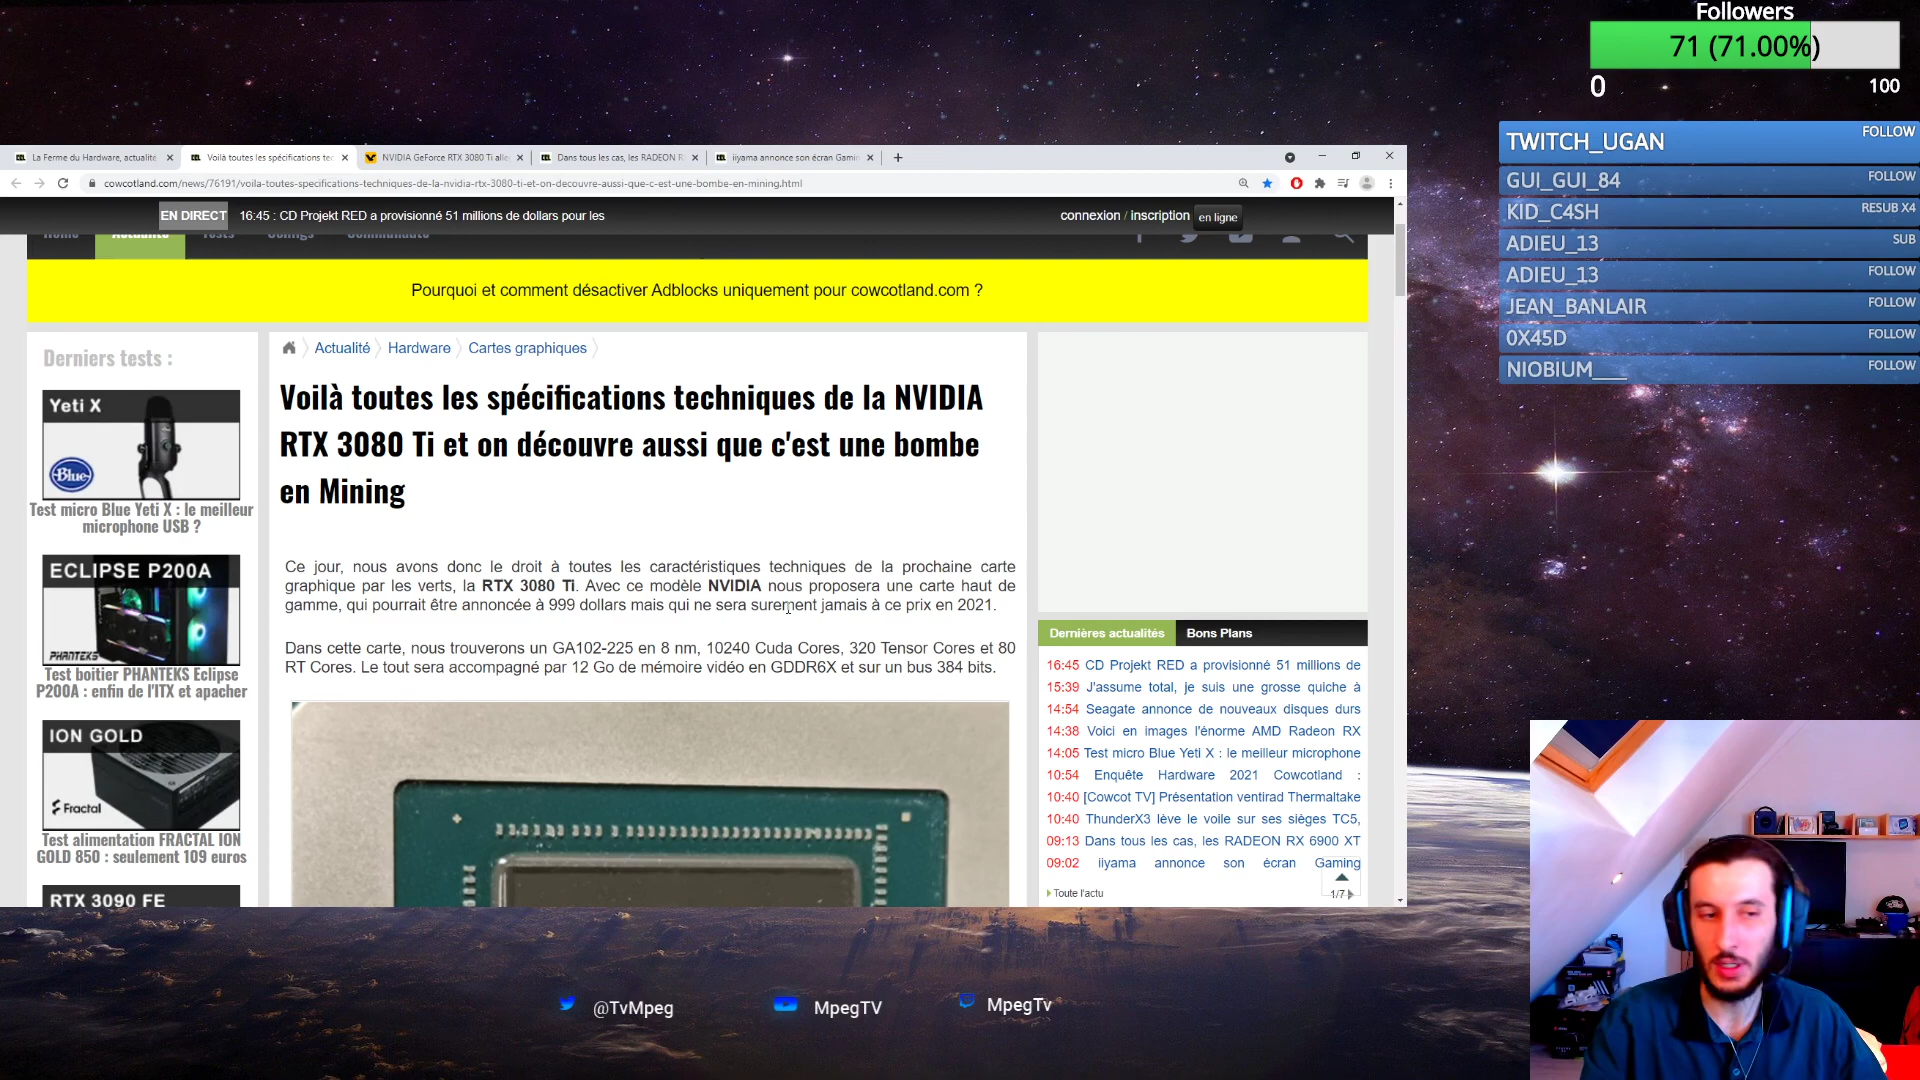 Followers
71 (71.00%)
0
100
TWITCH_UGAN FOLLOW
GUI_GUI_84 FOLLOW
KID_C4SH RESUB X4
ADIEU_13 SUB
ADIEU_13 FOLLOW
JEAN_BANLAIR FOLLOW
0X45D FOLLOW
NIOBIUM___ FOLLOW
La Ferme du Hardware, actualité
Voilà toutes les spécifications tec
NVIDIA GeForce RTX 3080 Ti alle
Dans tous les cas, les RADEON R
iiyama annonce son écran Gamin
cowcotland.com/news/76191/voila-toutes-specifications-techniques-de-la-nvidia-rtx-3080-ti-et-on-decouvre-aussi-que-c-est-une-bombe-en-mining.html
EN DIRECT
16:45 : CD Projekt RED a provisionné 51 millions de dollars pour les
connexion / inscription
en ligne
Home Actualité Tests Configs Communauté
Pourquoi et comment désactiver Adblocks uniquement pour cowcotland.com ?
Derniers tests :
Yeti X
Blue
Test micro Blue Yeti X : le meilleur
microphone USB ?
ECLIPSE P200A
PHANTEKS
Test boitier PHANTEKS Eclipse
P200A : enfin de l'ITX et apacher
ION GOLD
Fractal
Test alimentation FRACTAL ION
GOLD 850 : seulement 109 euros
RTX 3090 FE
Actualité
Hardware
Cartes graphiques
Voilà toutes les spécifications techniques de la NVIDIA
RTX 3080 Ti et on découvre aussi que c'est une bombe
en Mining
Ce jour, nous avons donc le droit à toutes les caractéristiques techniques de la prochaine carte
graphique par les verts, la RTX 3080 Ti. Avec ce modèle NVIDIA nous proposera une carte haut de
gamme, qui pourrait être annoncée à 999 dollars mais qui ne sera surement jamais à ce prix en 2021.
Dans cette carte, nous trouverons un GA102-225 en 8 nm, 10240 Cuda Cores, 320 Tensor Cores et 80
RT Cores. Le tout sera accompagné par 12 Go de mémoire vidéo en GDDR6X et sur un bus 384 bits.
Dernières actualités
Bons Plans
16:45 CD Projekt RED a provisionné 51 millions de
15:39 J'assume total, je suis une grosse quiche à
14:54 Seagate annonce de nouveaux disques durs
14:38 Voici en images l'énorme AMD Radeon RX
14:05 Test micro Blue Yeti X : le meilleur microphone
10:54 Enquête Hardware 2021 Cowcotland :
10:40 [Cowcot TV] Présentation ventirad Thermaltake
10:40 ThunderX3 lève le voile sur ses sièges TC5,
09:13 Dans tous les cas, les RADEON RX 6900 XT
09:02 iiyama annonce son écran Gaming
Toute l'actu
1/7
@TvMpeg
MpegTV
MpegTv